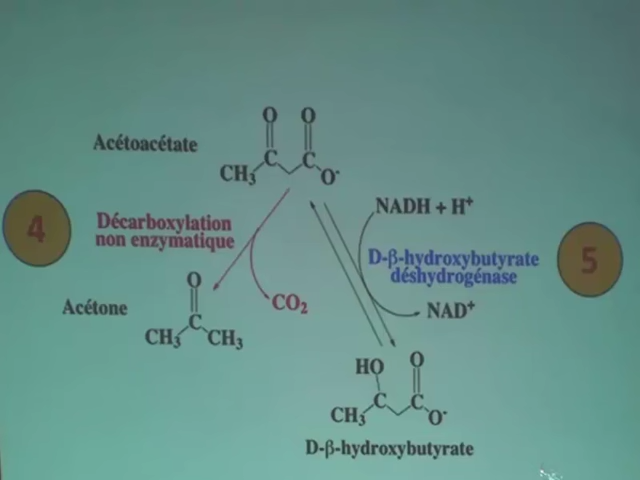 O O
Acétoacétate
C C
CH3 O-
4
Décarboxylation
non enzymatique
NADH + H+
D-β-hydroxybutyrate
déshydrogénase
5
CO2
NAD+
Acétone
O
C
CH3 CH3
HO O
C C
CH3 O-
D-β-hydroxybutyrate